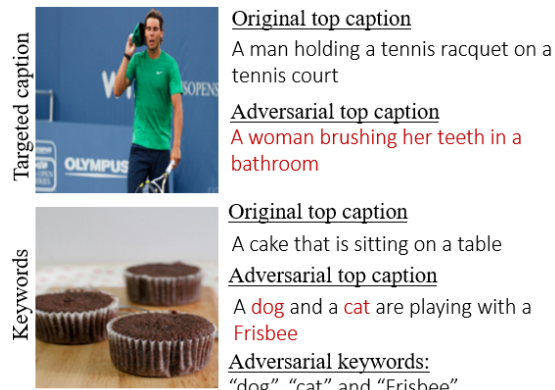 Targeted caption
Original top caption
A man holding a tennis racquet on a
tennis court
Adversarial top caption
A woman brushing her teeth in a
bathroom
OLYMPUS
OPEN
SERIES
Keywords
Original top caption
A cake that is sitting on a table
Adversarial top caption
A dog and a cat are playing with a
Frisbee
Adversarial keywords:
"dog", "cat" and "Frisbee"